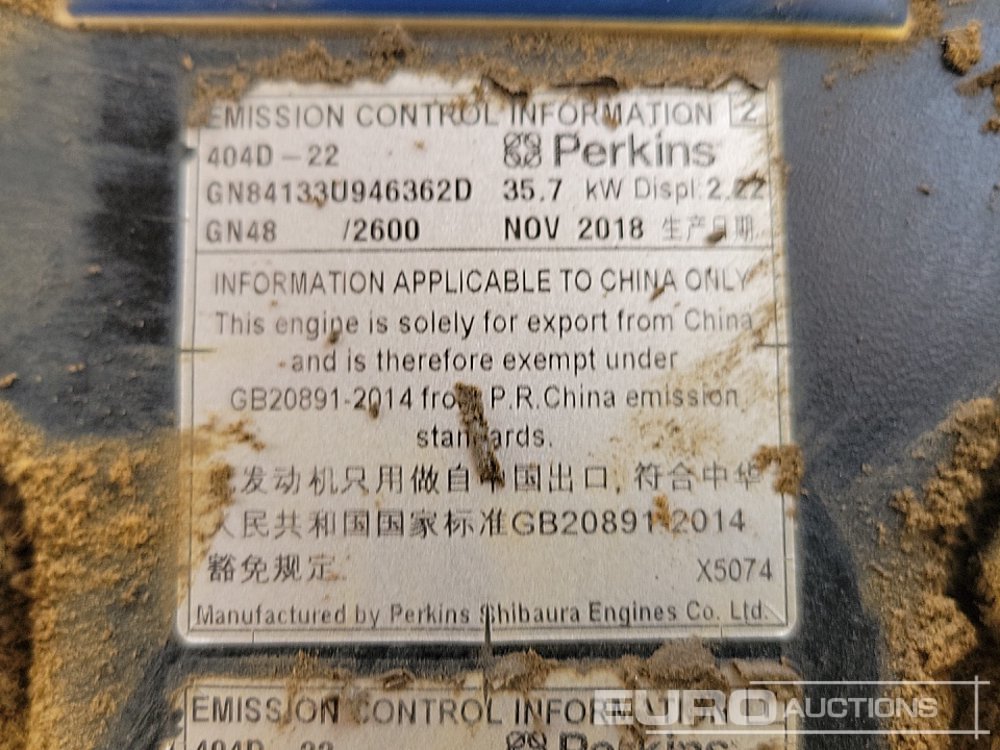 EMISSION CONTROL INFORMATION 2
404D-22 Perkins
GN84133U946362D 35.7 kW Displ:2.22
GN48 /2600 NOV 2018 生产日期
INFORMATION APPLICABLE TO CHINA ONLY
This engine is solely for export from China
and is therefore exempt under
GB20891-2014 from P.R.China emission
standards.
发动机只用做自中国出口, 符合中华
人民共和国国家标准GB20891-2014
豁免规定. X5074
Manufactured by Perkins Shibaura Engines Co. Ltd.
EMISSION CONTROL INFORMATION
404D-22 Perkins
EURO AUCTIONS